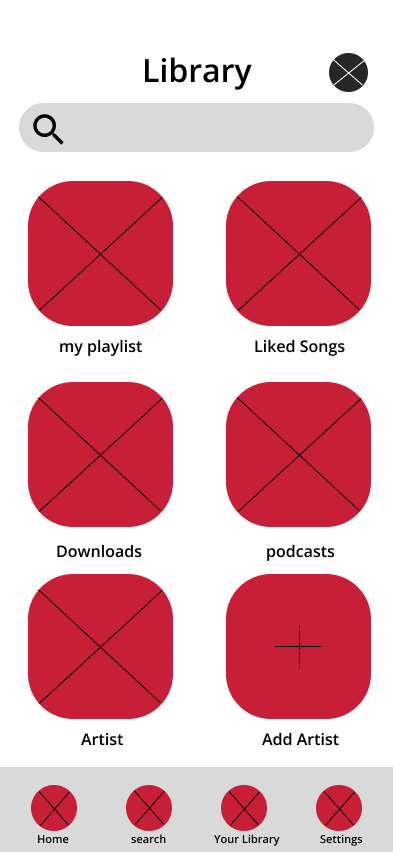 Library
my playlist
Liked Songs
Downloads
podcasts
Artist
Add Artist
Home
search
Your Library
Settings